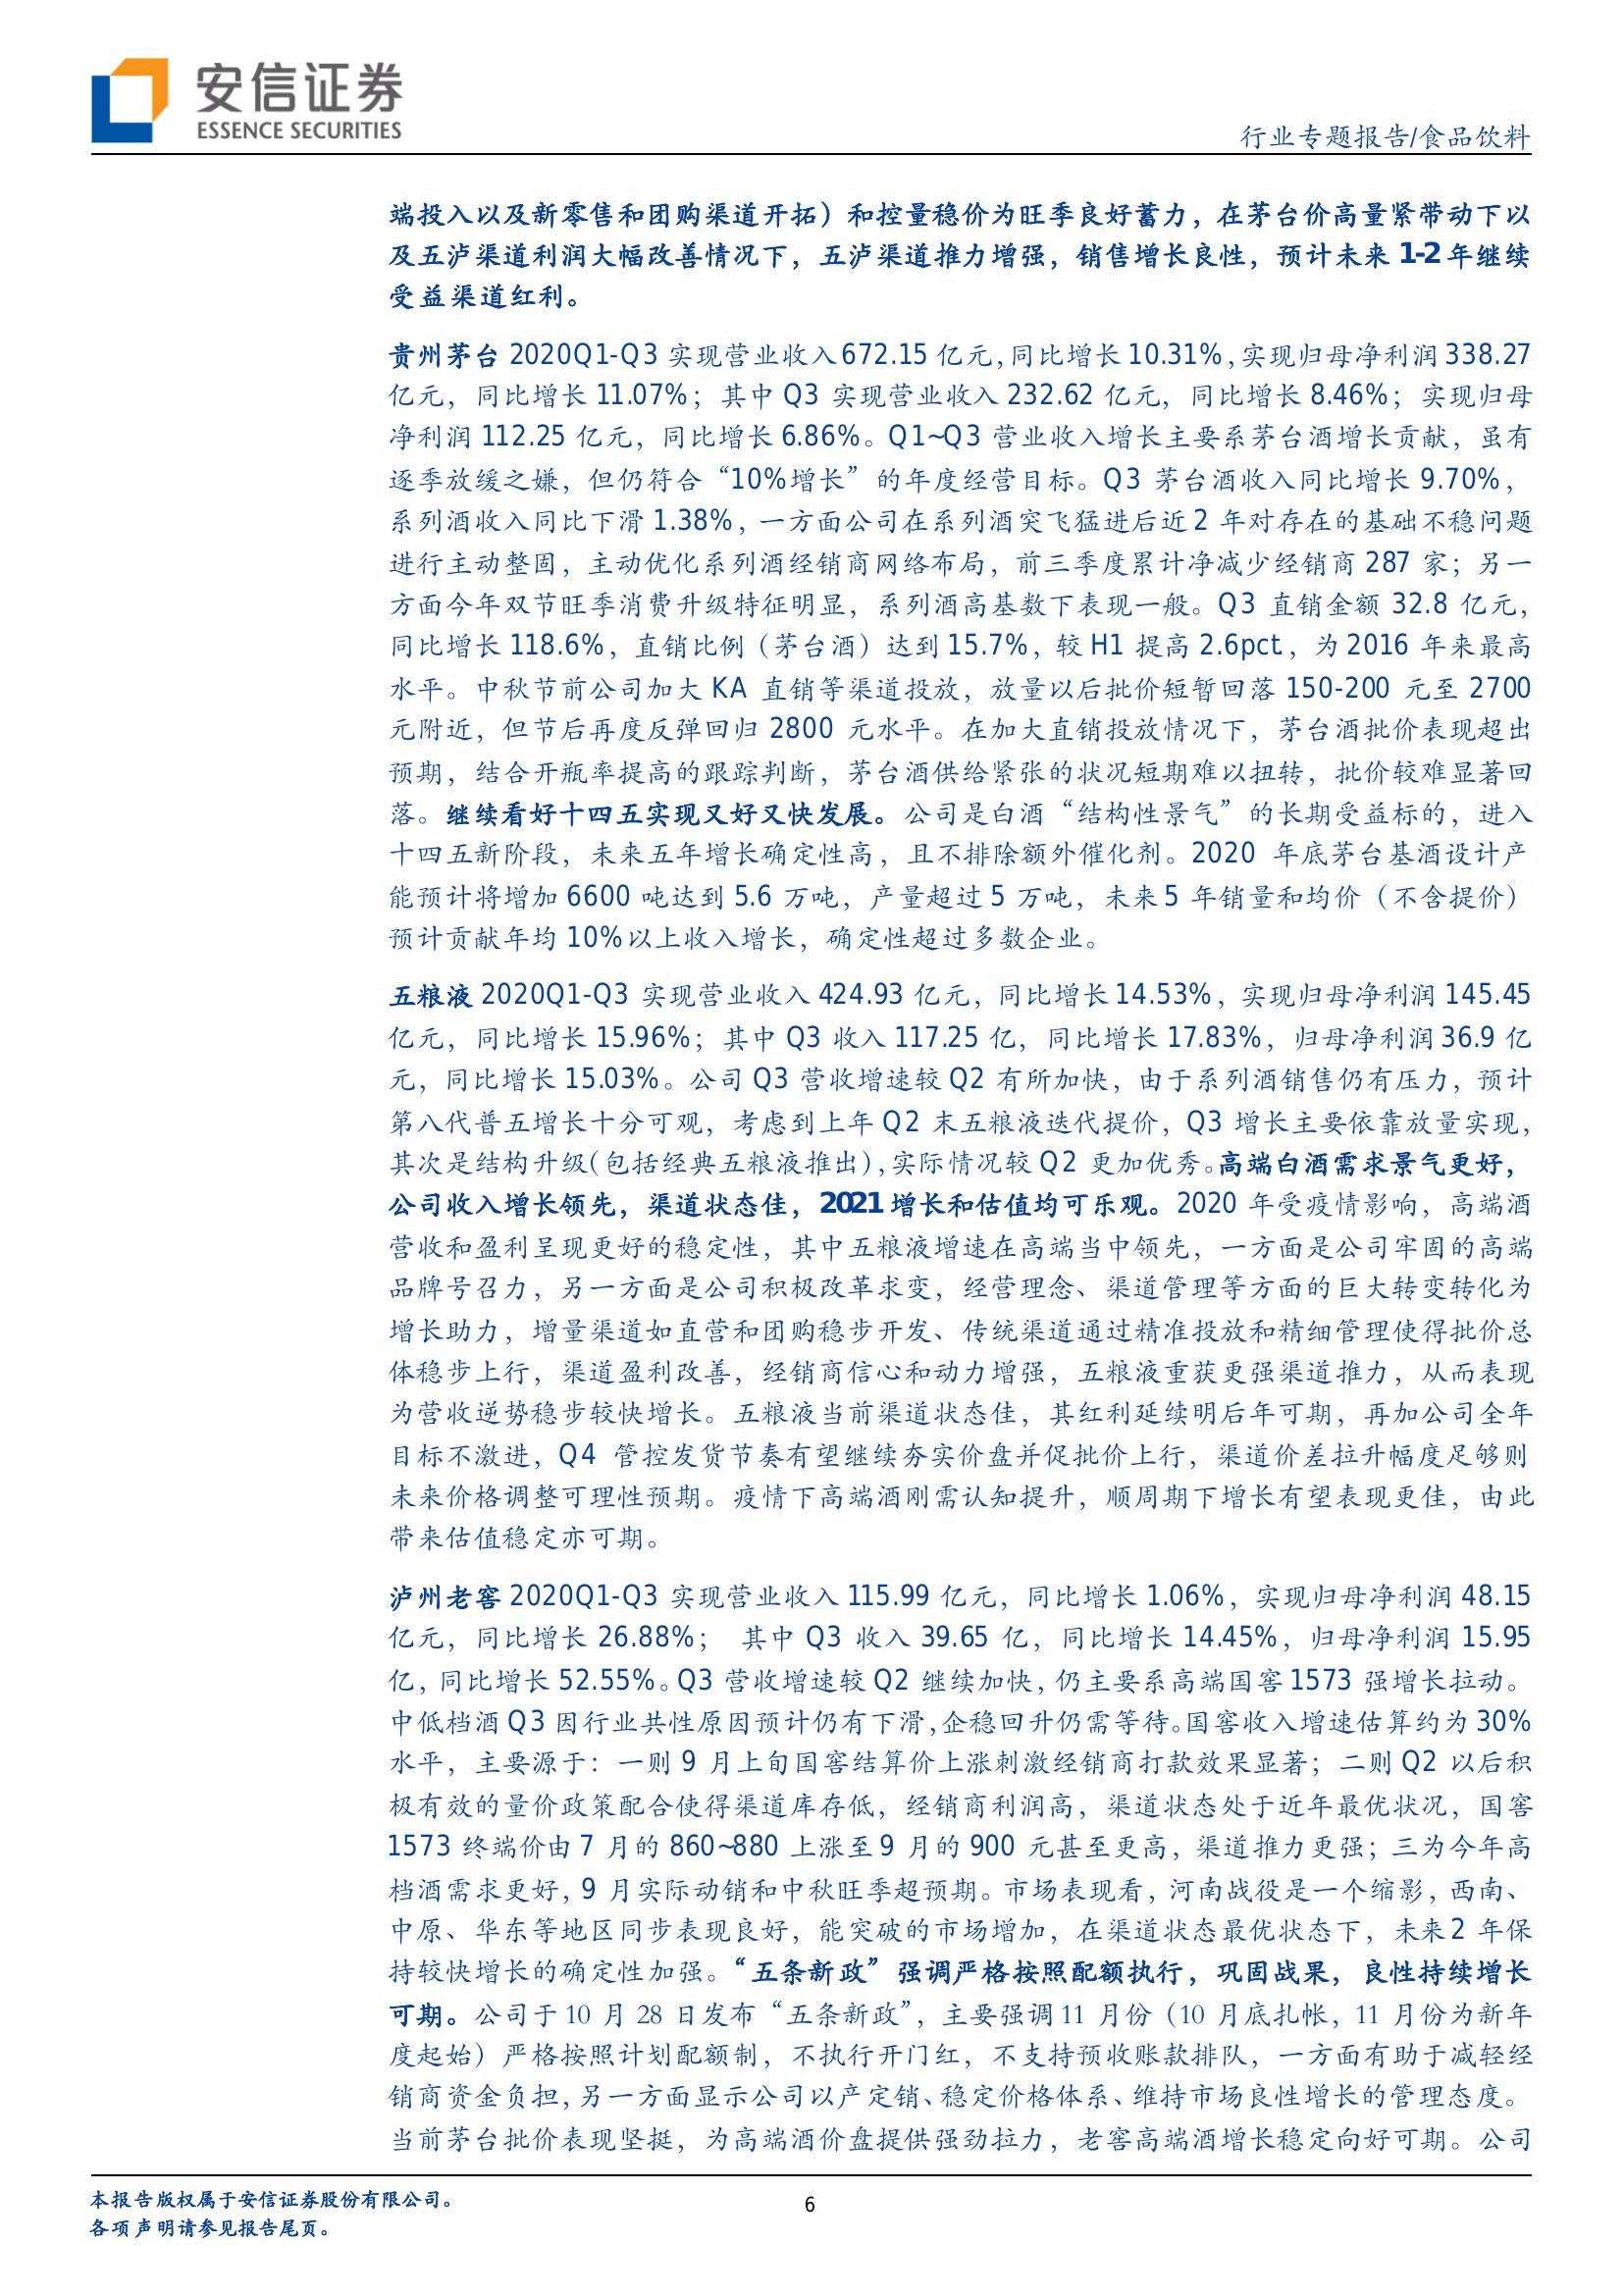 安信证券
ESSENCE SECURITIES
行业专题报告/食品饮料
端投入以及新零售和团购渠道开拓）和控量稳价为旺季良好蓄力，在茅台价高量紧带动下以
及五泸渠道利润大幅改善情况下，五泸渠道推力增强，销售增长良性，预计未来 1-2 年继续
受益渠道红利。
贵州茅台 2020Q1-Q3 实现营业收入 672.15 亿元，同比增长 10.31%，实现归母净利润 338.27
亿元，同比增长 11.07%；其中 Q3 实现营业收入 232.62 亿元，同比增长 8.46%；实现归母
净利润 112.25 亿元，同比增长 6.86%。Q1~Q3 营业收入增长主要系茅台酒增长贡献，虽有
逐季放缓之嫌，但仍符合“10%增长”的年度经营目标。Q3 茅台酒收入同比增长 9.70%，
系列酒收入同比下滑 1.38%，一方面公司在系列酒突飞猛进后近 2 年对存在的基础不稳问题
进行主动整固，主动优化系列酒经销商网络布局，前三季度累计净减少经销商 287 家；另一
方面今年双节旺季消费升级特征明显，系列酒高基数下表现一般。Q3 直销金额 32.8 亿元，
同比增长 118.6%，直销比例（茅台酒）达到 15.7%，较 H1 提高 2.6pct，为 2016 年来最高
水平。中秋节前公司加大 KA 直销等渠道投放，放量以后批价短暂回落 150-200 元至 2700
元附近，但节后再度反弹回归 2800 元水平。在加大直销投放情况下，茅台酒批价表现超出
预期，结合开瓶率提高的跟踪判断，茅台酒供给紧张的状况短期难以扭转，批价较难显著回
落。继续看好十四五实现又好又快发展。公司是白酒“结构性景气”的长期受益标的，进入
十四五新阶段，未来五年增长确定性高，且不排除额外催化剂。2020 年底茅台基酒设计产
能预计将增加 6600 吨达到 5.6 万吨，产量超过 5 万吨，未来 5 年销量和均价（不含提价）
预计贡献年均 10%以上收入增长，确定性超过多数企业。
五粮液 2020Q1-Q3 实现营业收入 424.93 亿元，同比增长 14.53%，实现归母净利润 145.45
亿元，同比增长 15.96%；其中 Q3 收入 117.25 亿，同比增长 17.83%，归母净利润 36.9 亿
元，同比增长 15.03%。公司 Q3 营收增速较 Q2 有所加快，由于系列酒销售仍有压力，预计
第八代普五增长十分可观，考虑到上年 Q2 末五粮液迭代提价，Q3 增长主要依靠放量实现，
其次是结构升级(包括经典五粮液推出)，实际情况较 Q2 更加优秀。高端白酒需求景气更好，
公司收入增长领先，渠道状态佳，2021 增长和估值均可乐观。2020 年受疫情影响，高端酒
营收和盈利呈现更好的稳定性，其中五粮液增速在高端当中领先，一方面是公司牢固的高端
品牌号召力，另一方面是公司积极改革求变，经营理念、渠道管理等方面的巨大转变转化为
增长助力，增量渠道如直营和团购稳步开发、传统渠道通过精准投放和精细管理使得批价总
体稳步上行，渠道盈利改善，经销商信心和动力增强，五粮液重获更强渠道推力，从而表现
为营收逆势稳步较快增长。五粮液当前渠道状态佳，其红利延续明后年可期，再加公司全年
目标不激进，Q4 管控发货节奏有望继续夯实价盘并促批价上行，渠道价差拉升幅度足够则
未来价格调整可理性预期。疫情下高端酒刚需认知提升，顺周期下增长有望表现更佳，由此
带来估值稳定亦可期。
泸州老窖 2020Q1-Q3 实现营业收入 115.99 亿元，同比增长 1.06%，实现归母净利润 48.15
亿元，同比增长 26.88%； 其中 Q3 收入 39.65 亿，同比增长 14.45%，归母净利润 15.95
亿，同比增长 52.55%。Q3 营收增速较 Q2 继续加快，仍主要系高端国窖 1573 强增长拉动。
中低档酒 Q3 因行业共性原因预计仍有下滑，企稳回升仍需等待。国窖收入增速估算约为 30%
水平，主要源于：一则 9 月上旬国窖结算价上涨刺激经销商打款效果显著；二则 Q2 以后积
极有效的量价政策配合使得渠道库存低，经销商利润高，渠道状态处于近年最优状况，国窖
1573 终端价由 7 月的 860~880 上涨至 9 月的 900 元甚至更高，渠道推力更强；三为今年高
档酒需求更好，9 月实际动销和中秋旺季超预期。市场表现看，河南战役是一个缩影，西南、
中原、华东等地区同步表现良好，能突破的市场增加，在渠道状态最优状态下，未来 2 年保
持较快增长的确定性加强。“五条新政”强调严格按照配额执行，巩固战果，良性持续增长
可期。公司于 10 月 28 日发布“五条新政”，主要强调 11 月份（10 月底扎帐，11 月份为新年
度起始）严格按照计划配额制，不执行开门红，不支持预收账款排队，一方面有助于减轻经
销商资金负担，另一方面显示公司以产定销、稳定价格体系、维持市场良性增长的管理态度。
当前茅台批价表现坚挺，为高端酒价盘提供强劲拉力，老窖高端酒增长稳定向好可期。公司
本报告版权属于安信证券股份有限公司。
各项声明请参见报告尾页。
6